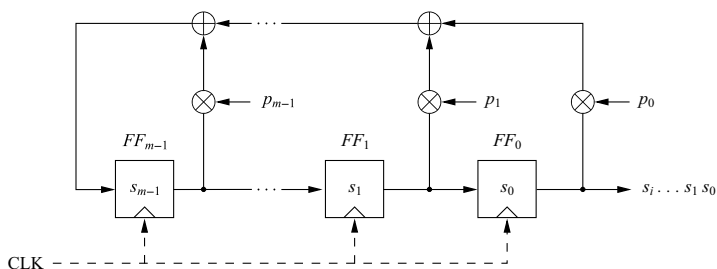 ...
p_{m-1} p_1 p_0
FF_{m-1} FF_1 FF_0
s_{m-1} ... s_1 s_0 s_i ... s_1 s_0
CLK